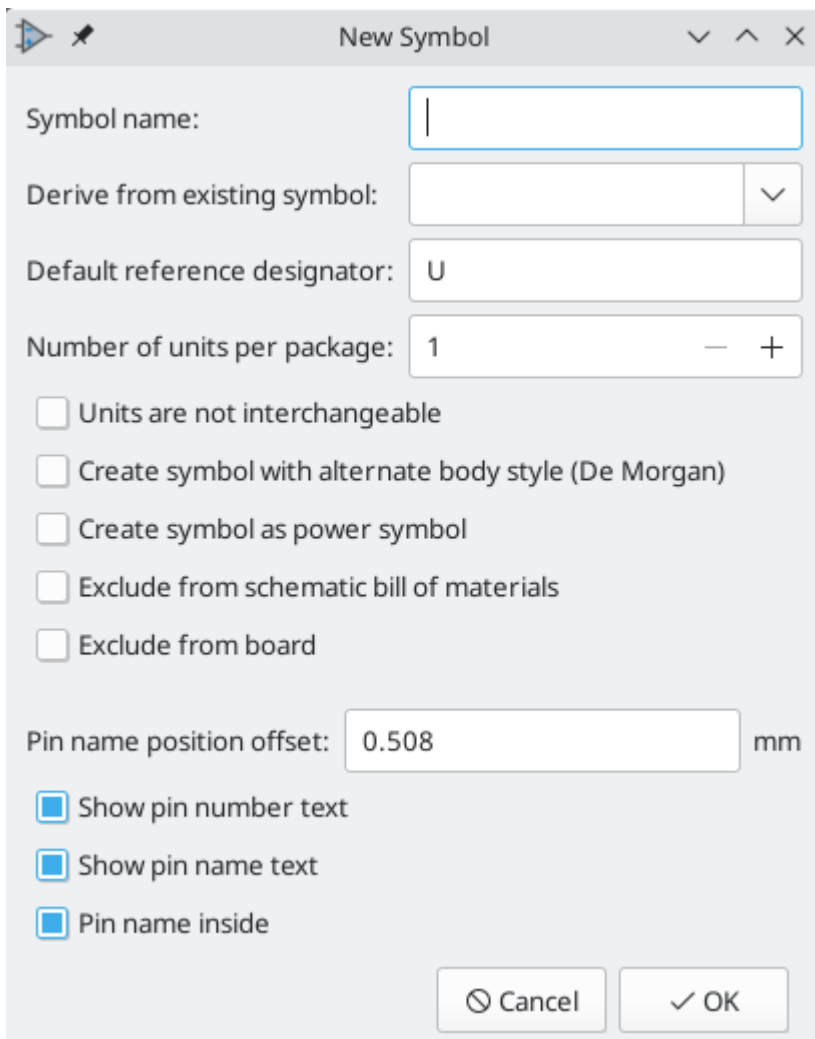 New Symbol
Symbol name:
Derive from existing symbol:
Default reference designator: U
Number of units per package: 1
Units are not interchangeable
Create symbol with alternate body style (De Morgan)
Create symbol as power symbol
Exclude from schematic bill of materials
Exclude from board
Pin name position offset: 0.508 mm
Show pin number text
Show pin name text
Pin name inside
Cancel OK